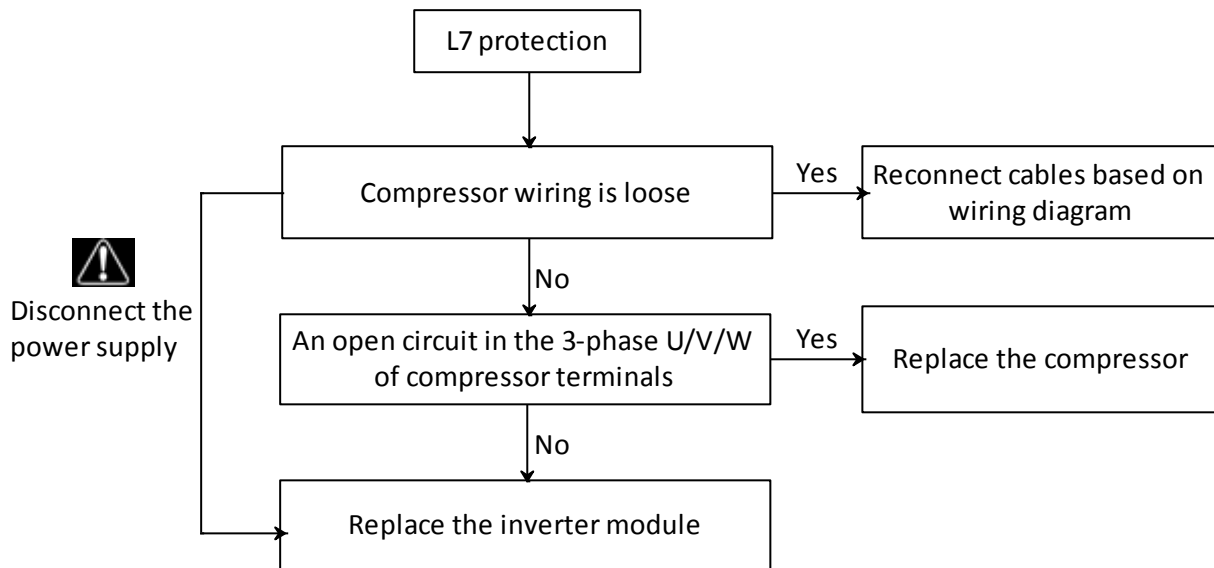 L7 protection
Compressor wiring is loose
Yes
Reconnect cables based on
wiring diagram
No
Disconnect the
power supply
An open circuit in the 3-phase U/V/W
of compressor terminals
Yes
Replace the compressor
No
Replace the inverter module